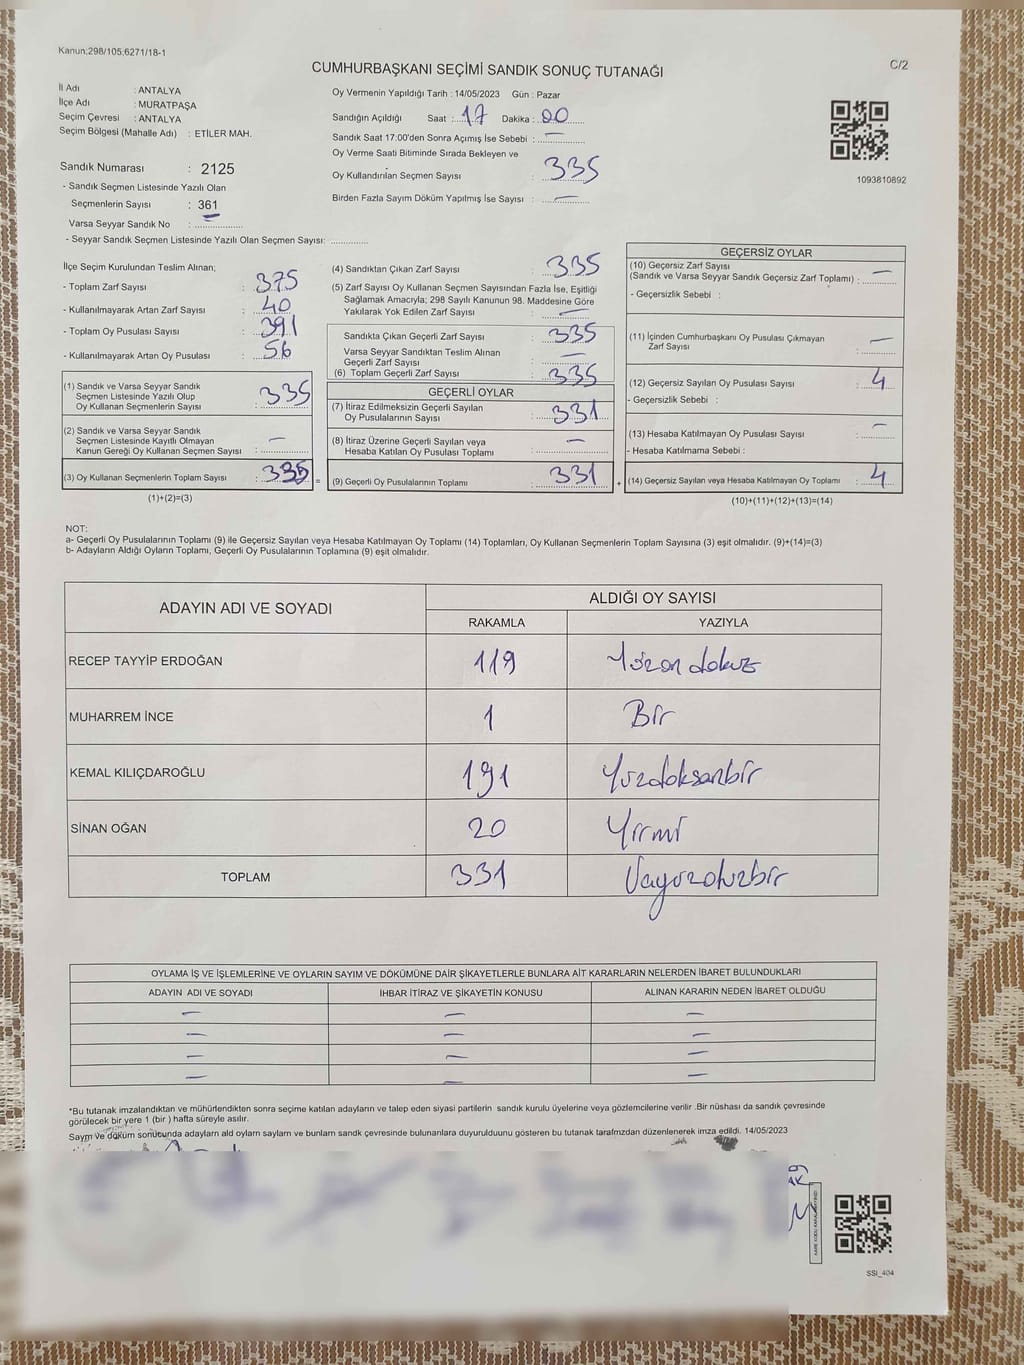 Kanun;298/105,6271/18-1
C/2
CUMHURBAŞKANI SEÇİMİ SANDIK SONUÇ TUTANAĞI
İl Adı : ANTALYA
İlçe Adı : MURATPAŞA
Seçim Çevresi : ANTALYA
Seçim Bölgesi (Mahalle Adı) : ETİLER MAH.
Sandık Numarası : 2125
- Sandık Seçmen Listesinde Yazılı Olan
Seçmenlerin Sayısı : 361
Varsa Seyyar Sandık No : —
- Seyyar Sandık Seçmen Listesinde Yazılı Olan Seçmen Sayısı: ..............
Oy Vermenin Yapıldığı Tarih : 14/05/2023 Gün : Pazar
Sandığın Açıldığı Saat : 17 Dakika : 00
Sandık Saat 17:00'den Sonra Açımış İse Sebebi : —
Oy Verme Saati Bitiminde Sırada Bekleyen ve
Oy Kullandırılan Seçmen Sayısı : 335
Birden Fazla Sayım Döküm Yapılmış İse Sayısı : —
1093810892
İlçe Seçim Kurulundan Teslim Alınan;
- Toplam Zarf Sayısı : 375
- Kullanılmayarak Artan Zarf Sayısı : 40
- Toplam Oy Pusulası Sayısı : 391
- Kullanılmayarak Artan Oy Pusulası : 56
(1) Sandık ve Varsa Seyyar Sandık
Seçmen Listesinde Yazılı Olup
Oy Kullanan Seçmenlerin Sayısı : 335
(2) Sandık ve Varsa Seyyar Sandık
Seçmen Listesinde Kayıtlı Olmayan
Kanun Gereği Oy Kullanan Seçmen Sayısı : —
(3) Oy Kullanan Seçmenlerin Toplam Sayısı : 335
(1)+(2)=(3)
(4) Sandıktan Çıkan Zarf Sayısı : 335
(5) Zarf Sayısı Oy Kullanan Seçmen Sayısından Fazla İse, Eşitliği
Sağlamak Amacıyla; 298 Sayılı Kanunun 98. Maddesine Göre
Yakılarak Yok Edilen Zarf Sayısı : —
Sandıkta Çıkan Geçerli Zarf Sayısı : 335
Varsa Seyyar Sandıktan Teslim Alınan
Geçerli Zarf Sayısı : —
(6) Toplam Geçerli Zarf Sayısı : 335
GEÇERLİ OYLAR
(7) İtiraz Edilmeksizin Geçerli Sayılan
Oy Pusulalarının Sayısı : 331
(8) İtiraz Üzerine Geçerli Sayılan veya
Hesaba Katılan Oy Pusulası Toplamı : —
(9) Geçerli Oy Pusulalarının Toplamı : 331
GEÇERSİZ OYLAR
(10) Geçersiz Zarf Sayısı
(Sandık ve Varsa Seyyar Sandık Geçersiz Zarf Toplamı) : —
- Geçersizlik Sebebi :
(11) İçinden Cumhurbaşkanı Oy Pusulası Çıkmayan
Zarf Sayısı : —
(12) Geçersiz Sayılan Oy Pusulası Sayısı : 4
- Geçersizlik Sebebi :
(13) Hesaba Katılmayan Oy Pusulası Sayısı : —
- Hesaba Katılmama Sebebi :
(14) Geçersiz Sayılan veya Hesaba Katılmayan Oy Toplamı : 4
(10)+(11)+(12)+(13)=(14)
NOT:
a- Geçerli Oy Pusulalarının Toplamı (9) ile Geçersiz Sayılan veya Hesaba Katılmayan Oy Toplamı (14) Toplamları, Oy Kullanan Seçmenlerin Toplam Sayısına (3) eşit olmalıdır. (9)+(14)=(3)
b- Adayların Aldığı Oyların Toplamı, Geçerli Oy Pusulalarının Toplamına (9) eşit olmalıdır.
ADAYIN ADI VE SOYADI ALDIĞI OY SAYISI
RAKAMLA YAZIYLA
RECEP TAYYİP ERDOĞAN 119 Yüzon dokuz
MUHARREM İNCE 1 Bir
KEMAL KILIÇDAROĞLU 191 Yüzdoksanbir
SİNAN OĞAN 20 Yirmi
TOPLAM 331 Üçyüzotuzbir
OYLAMA İŞ VE İŞLEMLERİNE VE OYLARIN SAYIM VE DÖKÜMÜNE DAİR ŞİKAYETLERLE BUNLARA AİT KARARLARIN NELERDEN İBARET BULUNDUKLARI
ADAYIN ADI VE SOYADI İHBAR İTİRAZ VE ŞİKAYETİN KONUSU ALINAN KARARIN NEDEN İBARET OLDUĞU
— — —
— — —
— — —
— — —
*Bu tutanak imzalandıktan ve mühürlendikten sonra seçime katılan adayların ve talep eden siyasi partilerin sandık kurulu üyelerine veya gözlemcilerine verilir .Bir nüshası da sandık çevresinde
görülecek bir yere 1 (bir ) hafta süreyle asılır.
Sayım ve döküm sonucunda adayların ald oyların sayların ve bunların sandk çevresinde bulunanlara duyurulduunu gösteren bu tutanak tarafımzdan düzenlenerek imza edildi. 14/05/2023
SSI_404